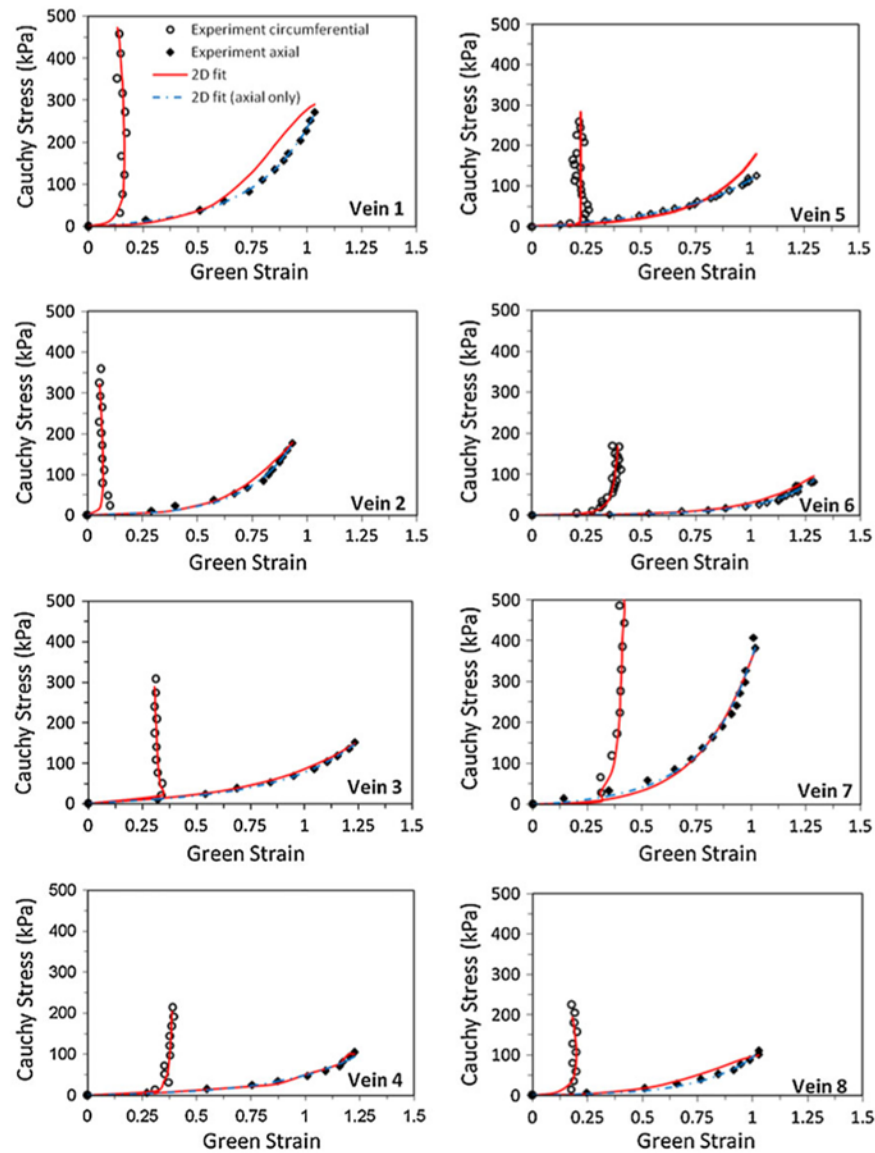 Cauchy Stress (kPa)
500
400
300
200
100
0
Experiment circumferential
Experiment axial
2D fit
2D fit (axial only)
Vein 1
0 0.25 0.5 0.75 1 1.25 1.5
Green Strain
Cauchy Stress (kPa)
500
400
300
200
100
0
Vein 5
0 0.25 0.5 0.75 1 1.25 1.5
Green Strain
Cauchy Stress (kPa)
500
400
300
200
100
0
Vein 2
0 0.25 0.5 0.75 1 1.25 1.5
Green Strain
Cauchy Stress (kPa)
500
400
300
200
100
0
Vein 6
0 0.25 0.5 0.75 1 1.25 1.5
Green Strain
Cauchy Stress (kPa)
500
400
300
200
100
0
Vein 3
0 0.25 0.5 0.75 1 1.25 1.5
Green Strain
Cauchy Stress (kPa)
500
400
300
200
100
0
Vein 7
0 0.25 0.5 0.75 1 1.25 1.5
Green Strain
Cauchy Stress (kPa)
500
400
300
200
100
0
Vein 4
0 0.25 0.5 0.75 1 1.25 1.5
Green Strain
Cauchy Stress (kPa)
500
400
300
200
100
0
Vein 8
0 0.25 0.5 0.75 1 1.25 1.5
Green Strain